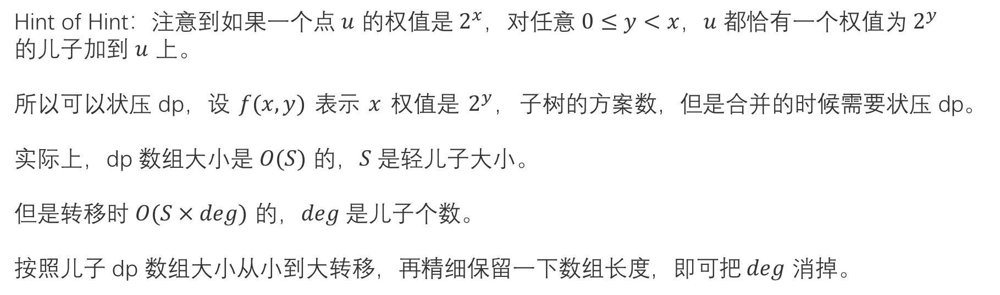 Hint of Hint：注意到如果一个点 u 的权值是 2^x，对任意 0 ≤ y < x，u 都恰有一个权值为 2^y
的儿子加到 u 上。
所以可以状压 dp，设 f(x,y) 表示 x 权值是 2^y，子树的方案数，但是合并的时候需要状压 dp。
实际上，dp 数组大小是 O(S) 的，S 是轻儿子大小。
但是转移时 O(S × deg) 的，deg 是儿子个数。
按照儿子 dp 数组大小从小到大转移，再精细保留一下数组长度，即可把 deg 消掉。